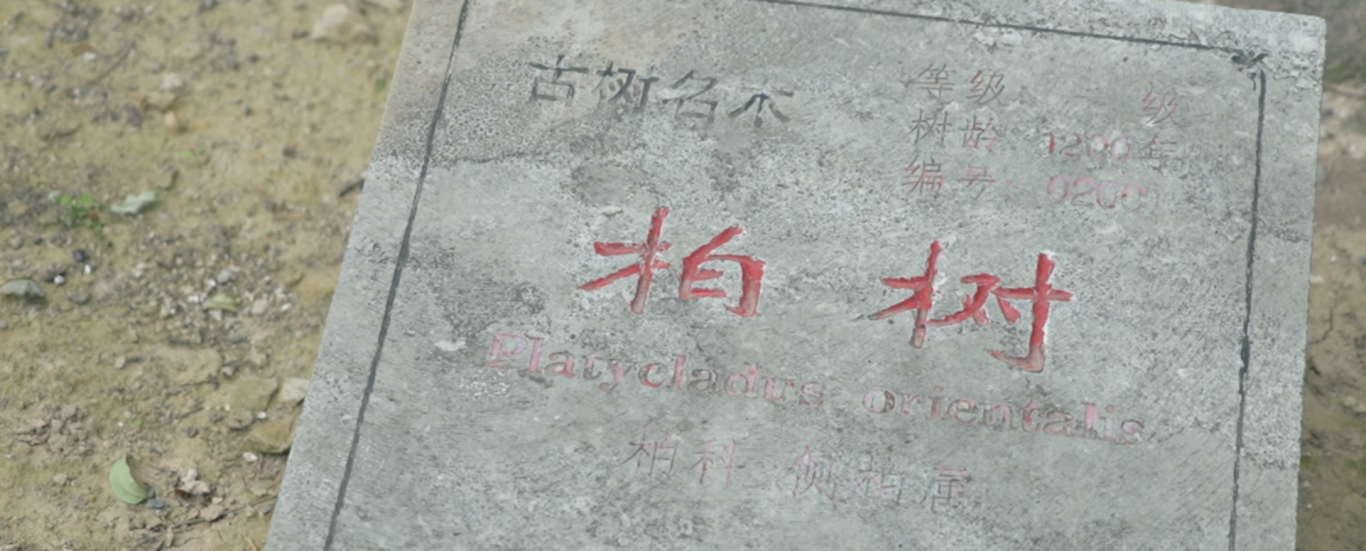 古树名木
等级 一级
树龄 1200年
编号
柏树
Platycladus orientalis
柏科 侧柏属